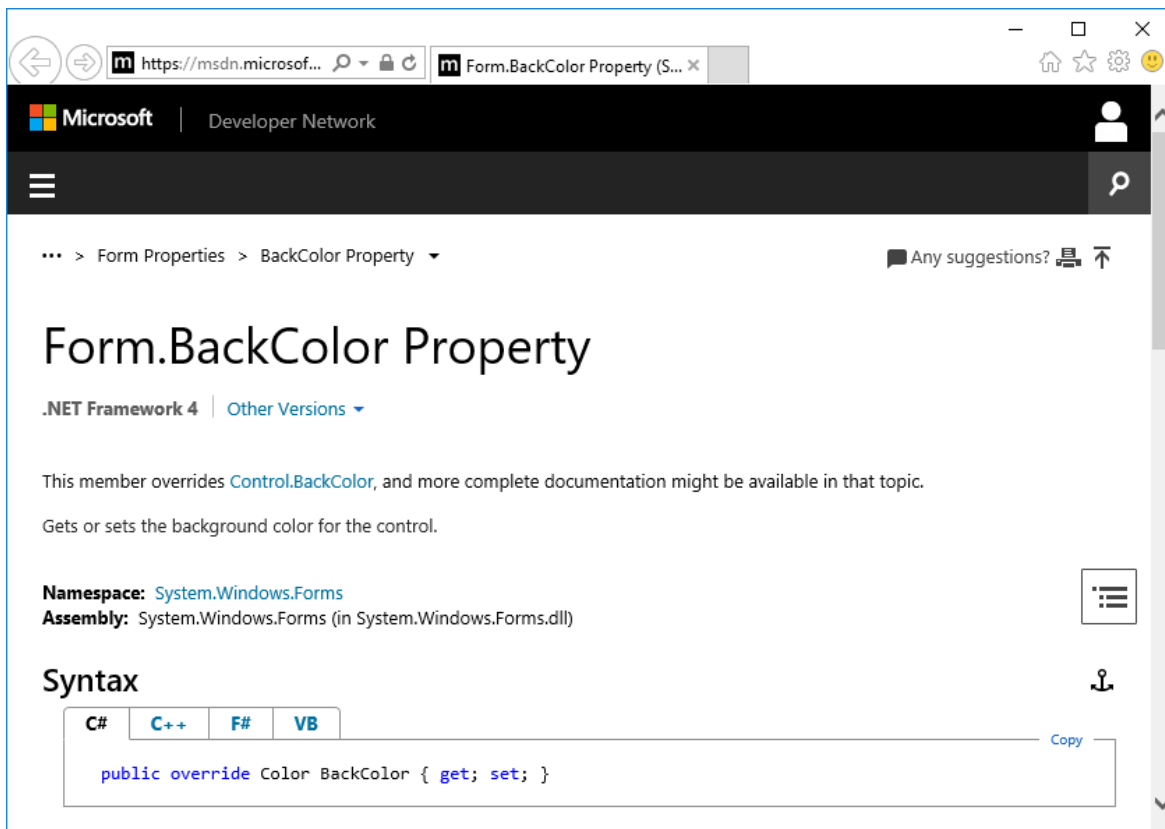 https://msdn.microsof...
Form.BackColor Property (S...
Microsoft | Developer Network
... > Form Properties > BackColor Property
Any suggestions?
Form.BackColor Property
.NET Framework 4 | Other Versions
This member overrides Control.BackColor, and more complete documentation might be available in that topic.
Gets or sets the background color for the control.
Namespace: System.Windows.Forms
Assembly: System.Windows.Forms (in System.Windows.Forms.dll)
Syntax
C# C++ F# VB
Copy
public override Color BackColor { get; set; }